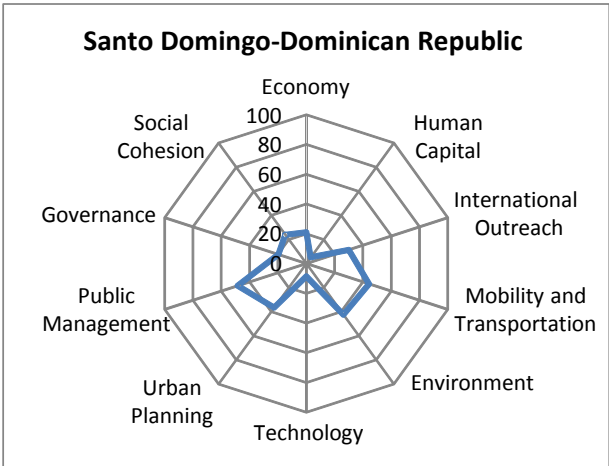 Santo Domingo-Dominican Republic
Economy
Human
Capital
International
Outreach
Mobility and
Transportation
Environment
Technology
Urban
Planning
Public
Management
Governance
Social
Cohesion
100
80
60
40
20
0